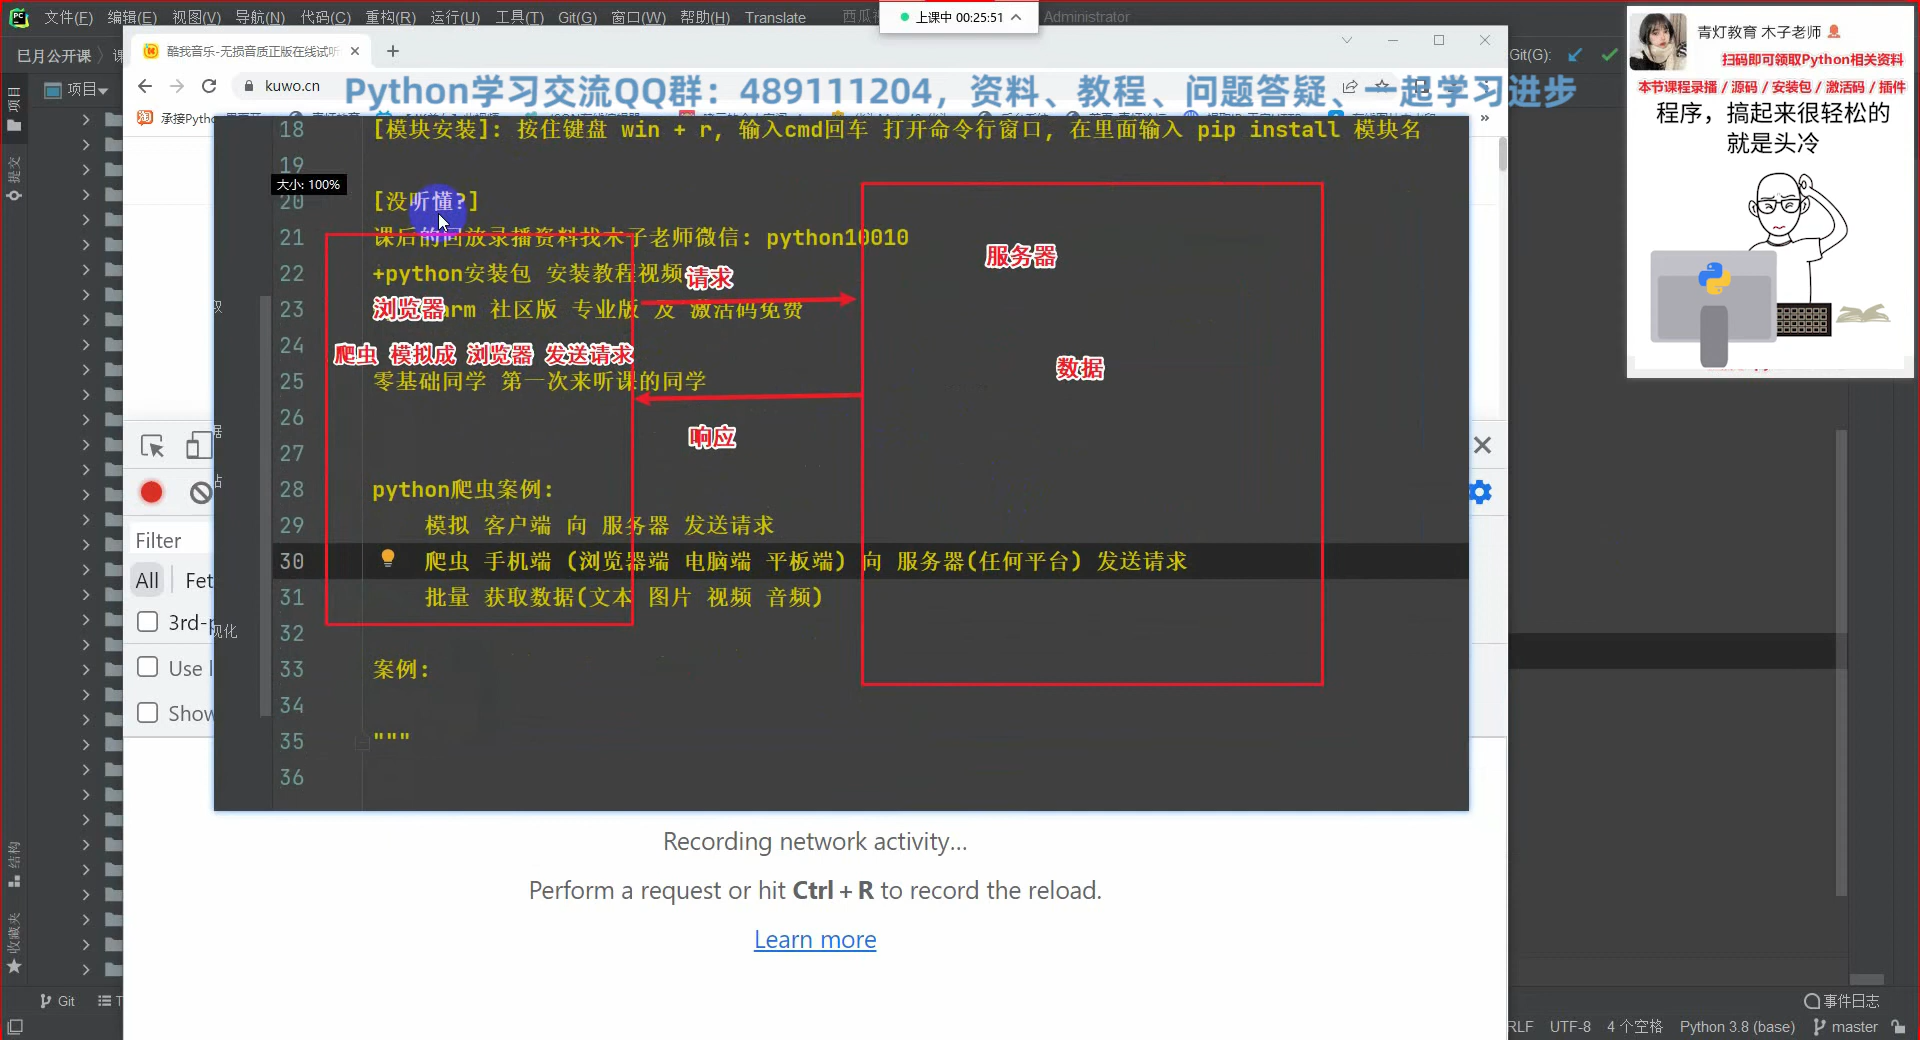 文件(F) 编辑(E) 视图(V) 导航(N) 代码(C) 重构(R) 运行(U) 工具(T) Git(G) 窗口(W) 帮助(H) Translate
上课中 00:25:51
Administrator
巳月公开课
酷我音乐-无损音质正版在线试听
Git(G):
项目
kuwo.cn
Python学习交流QQ群：489111204，资料、教程、问题答疑、一起学习进步
青灯教育 木子老师
扫码即可领取Python相关资料
本节课程录播 / 源码 / 安装包 / 激活码 / 插件
程序，搞起来很轻松的
就是头冷
项目
提交
结构
收藏夹
18 [模块安装]: 按住键盘 win + r, 输入cmd回车 打开命令行窗口, 在里面输入 pip install 模块名
19
大小: 100%
20 [没听懂?]
21 课后的回放录播资料找木子老师微信: python10010
22 +python安装包 安装教程视频
23 arm 社区版 专业版 及 激活码免费
24
25 零基础同学 第一次来听课的同学
26
27
28 python爬虫案例:
29 模拟 客户端 向 服务器 发送请求
30 爬虫 手机端 (浏览器端 电脑端 平板端) 向 服务器(任何平台) 发送请求
31 批量 获取数据(文本 图片 视频 音频)
32
33 案例:
34
35 """
36
服务器
请求
浏览器
爬虫 模拟成 浏览器 发送请求
数据
响应
Filter
All Fet
3rd-p
Use l
Show
Recording network activity…
Perform a request or hit Ctrl + R to record the reload.
Learn more
Git
事件日志
RLF UTF-8 4 个空格 Python 3.8 (base) master